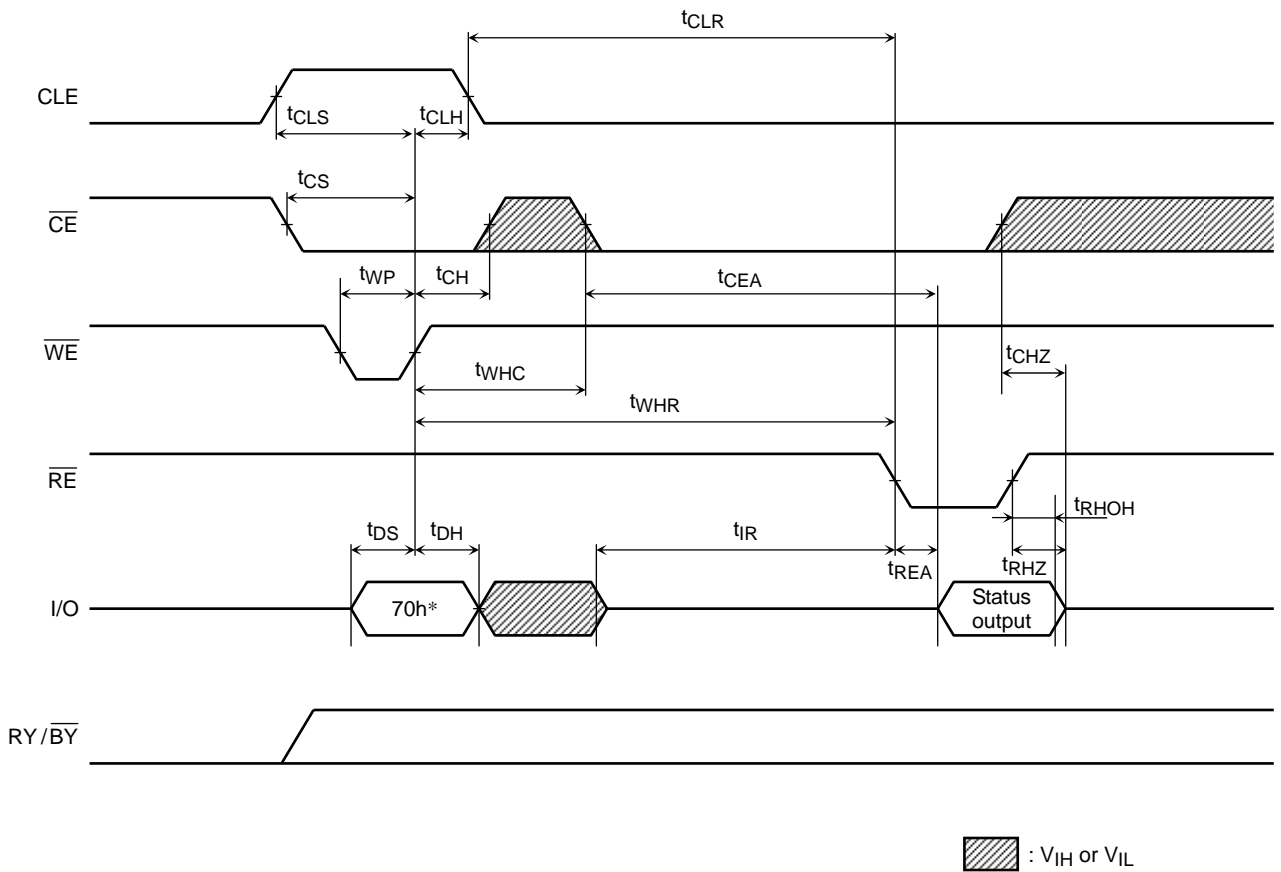 tCLR
CLE
tCLS
tCLH
tCS
CE
tWP
tCH
tCEA
WE
tCHZ
tWHC
tWHR
RE
tRHOH
tDS
tDH
tIR
tREA
tRHZ
I/O
70h*
Status
output
RY/BY
: VIH or VIL